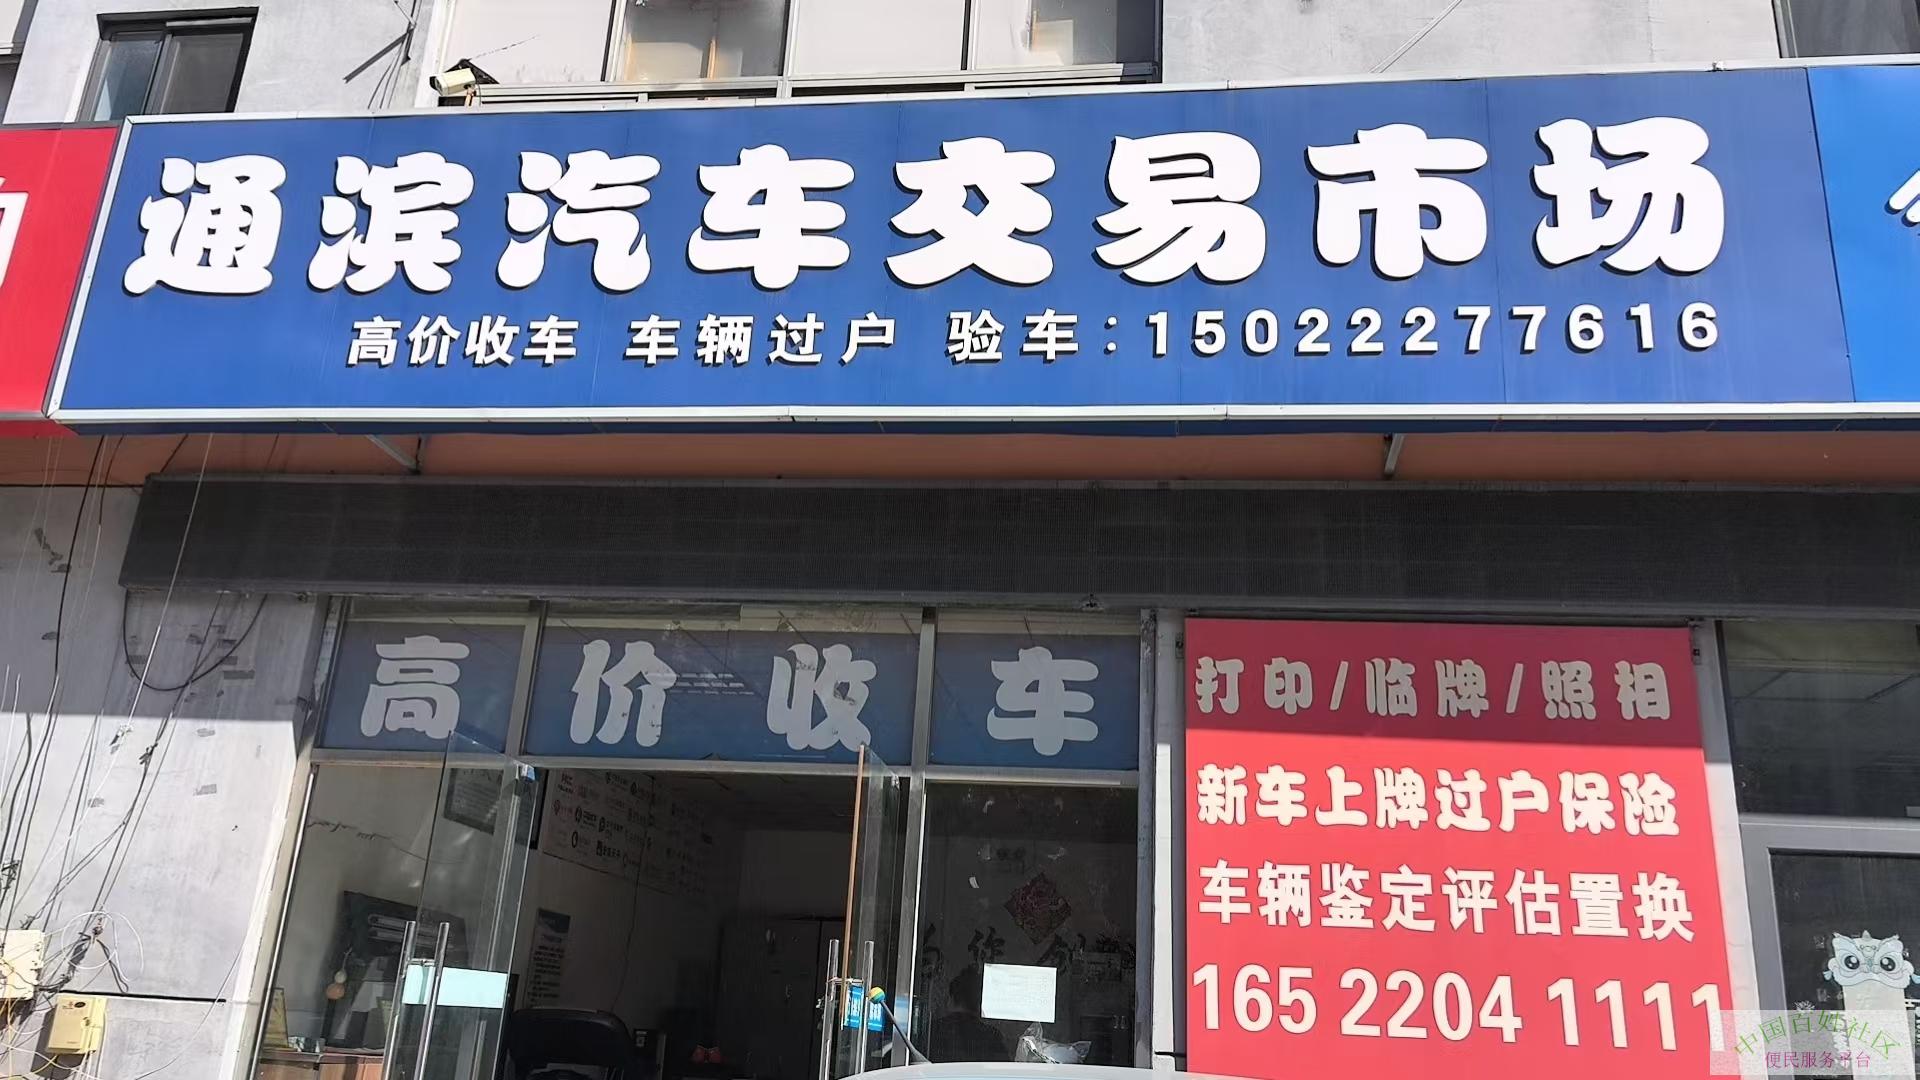 通滨汽车交易市场
高价收车 车辆过户 验车:15022277616
高价收车
打印/临牌/照相
新车上牌过户保险
车辆鉴定评估置换
165 2204 1111
中国百姓社区
便民服务平台